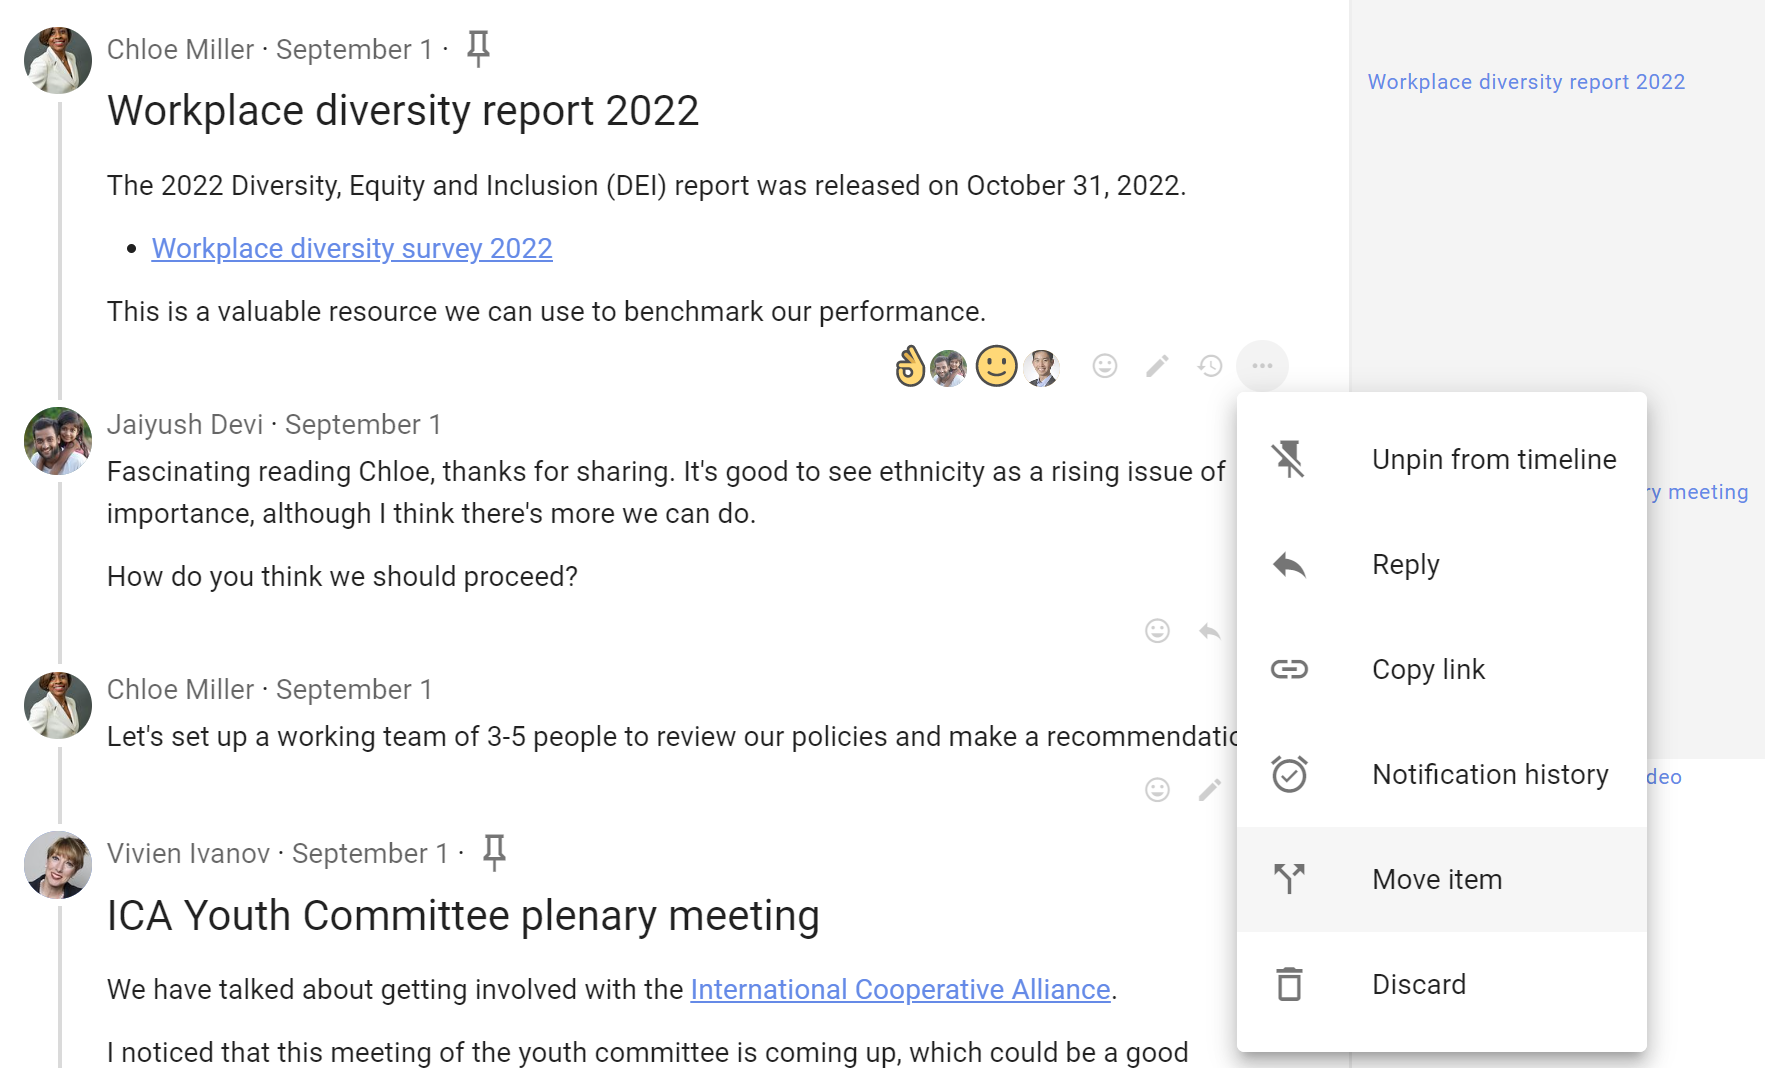 Chloe Miller · September 1 ·
Workplace diversity report 2022
The 2022 Diversity, Equity and Inclusion (DEI) report was released on October 31, 2022.
• Workplace diversity survey 2022
This is a valuable resource we can use to benchmark our performance.
Jaiyush Devi · September 1
Fascinating reading Chloe, thanks for sharing. It's good to see ethnicity as a rising issue of
importance, although I think there's more we can do.
How do you think we should proceed?
Chloe Miller · September 1
Let's set up a working team of 3-5 people to review our policies and make a
Vivien Ivanov · September 1 ·
ICA Youth Committee plenary meeting
We have talked about getting involved with the International Cooperative Alliance.
I noticed that this meeting of the youth committee is coming up, which could be a good
Unpin from timeline
Reply
Copy link
Notification history
Move item
Discard
Workplace diversity report 2022
meeting